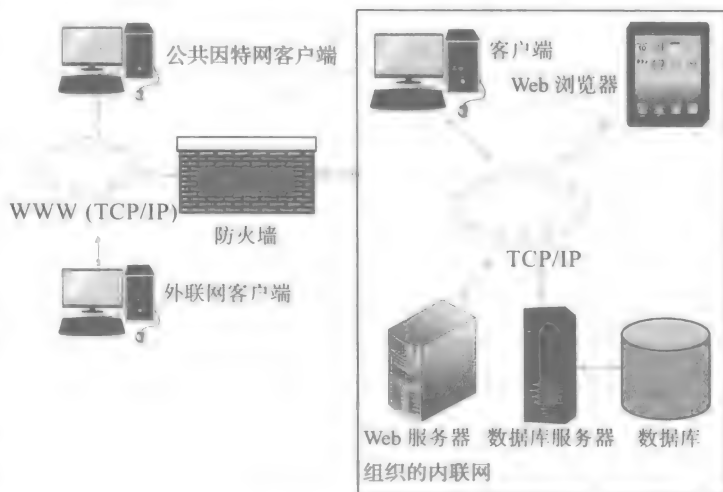 公共因特网客户端
客户端
Web 浏览器
WWW (TCP/IP)
防火墙
外联网客户端
TCP/IP
Web 服务器
数据库服务器
数据库
组织的内联网